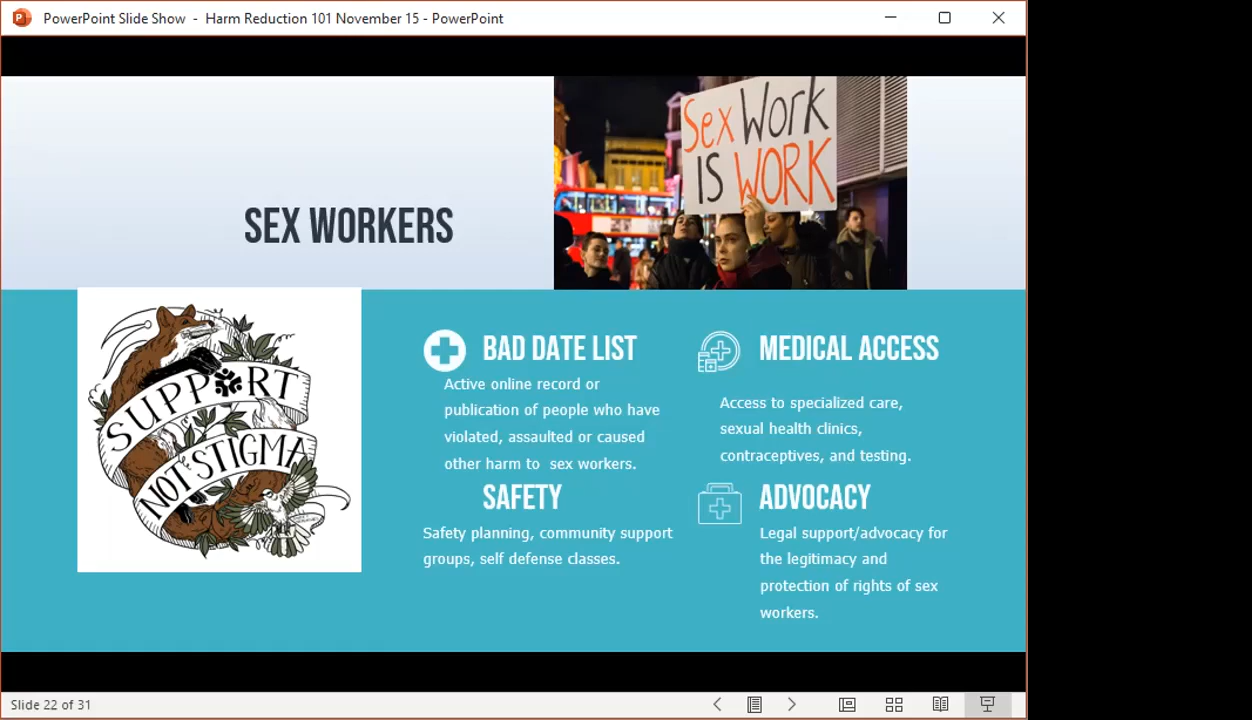 PowerPoint Slide Show - Harm Reduction 101 November 15 - PowerPoint
Sex Work
IS WORK
SEX WORKERS
SUPPORT
NOT STIGMA
BAD DATE LIST
Active online record or
publication of people who have
violated, assaulted or caused
other harm to  sex workers.
MEDICAL ACCESS
Access to specialized care,
sexual health clinics,
contraceptives, and testing.
SAFETY
Safety planning, community support
groups, self defense classes.
ADVOCACY
Legal support/advocacy for
the legitimacy and
protection of rights of sex
workers.
Slide 22 of 31